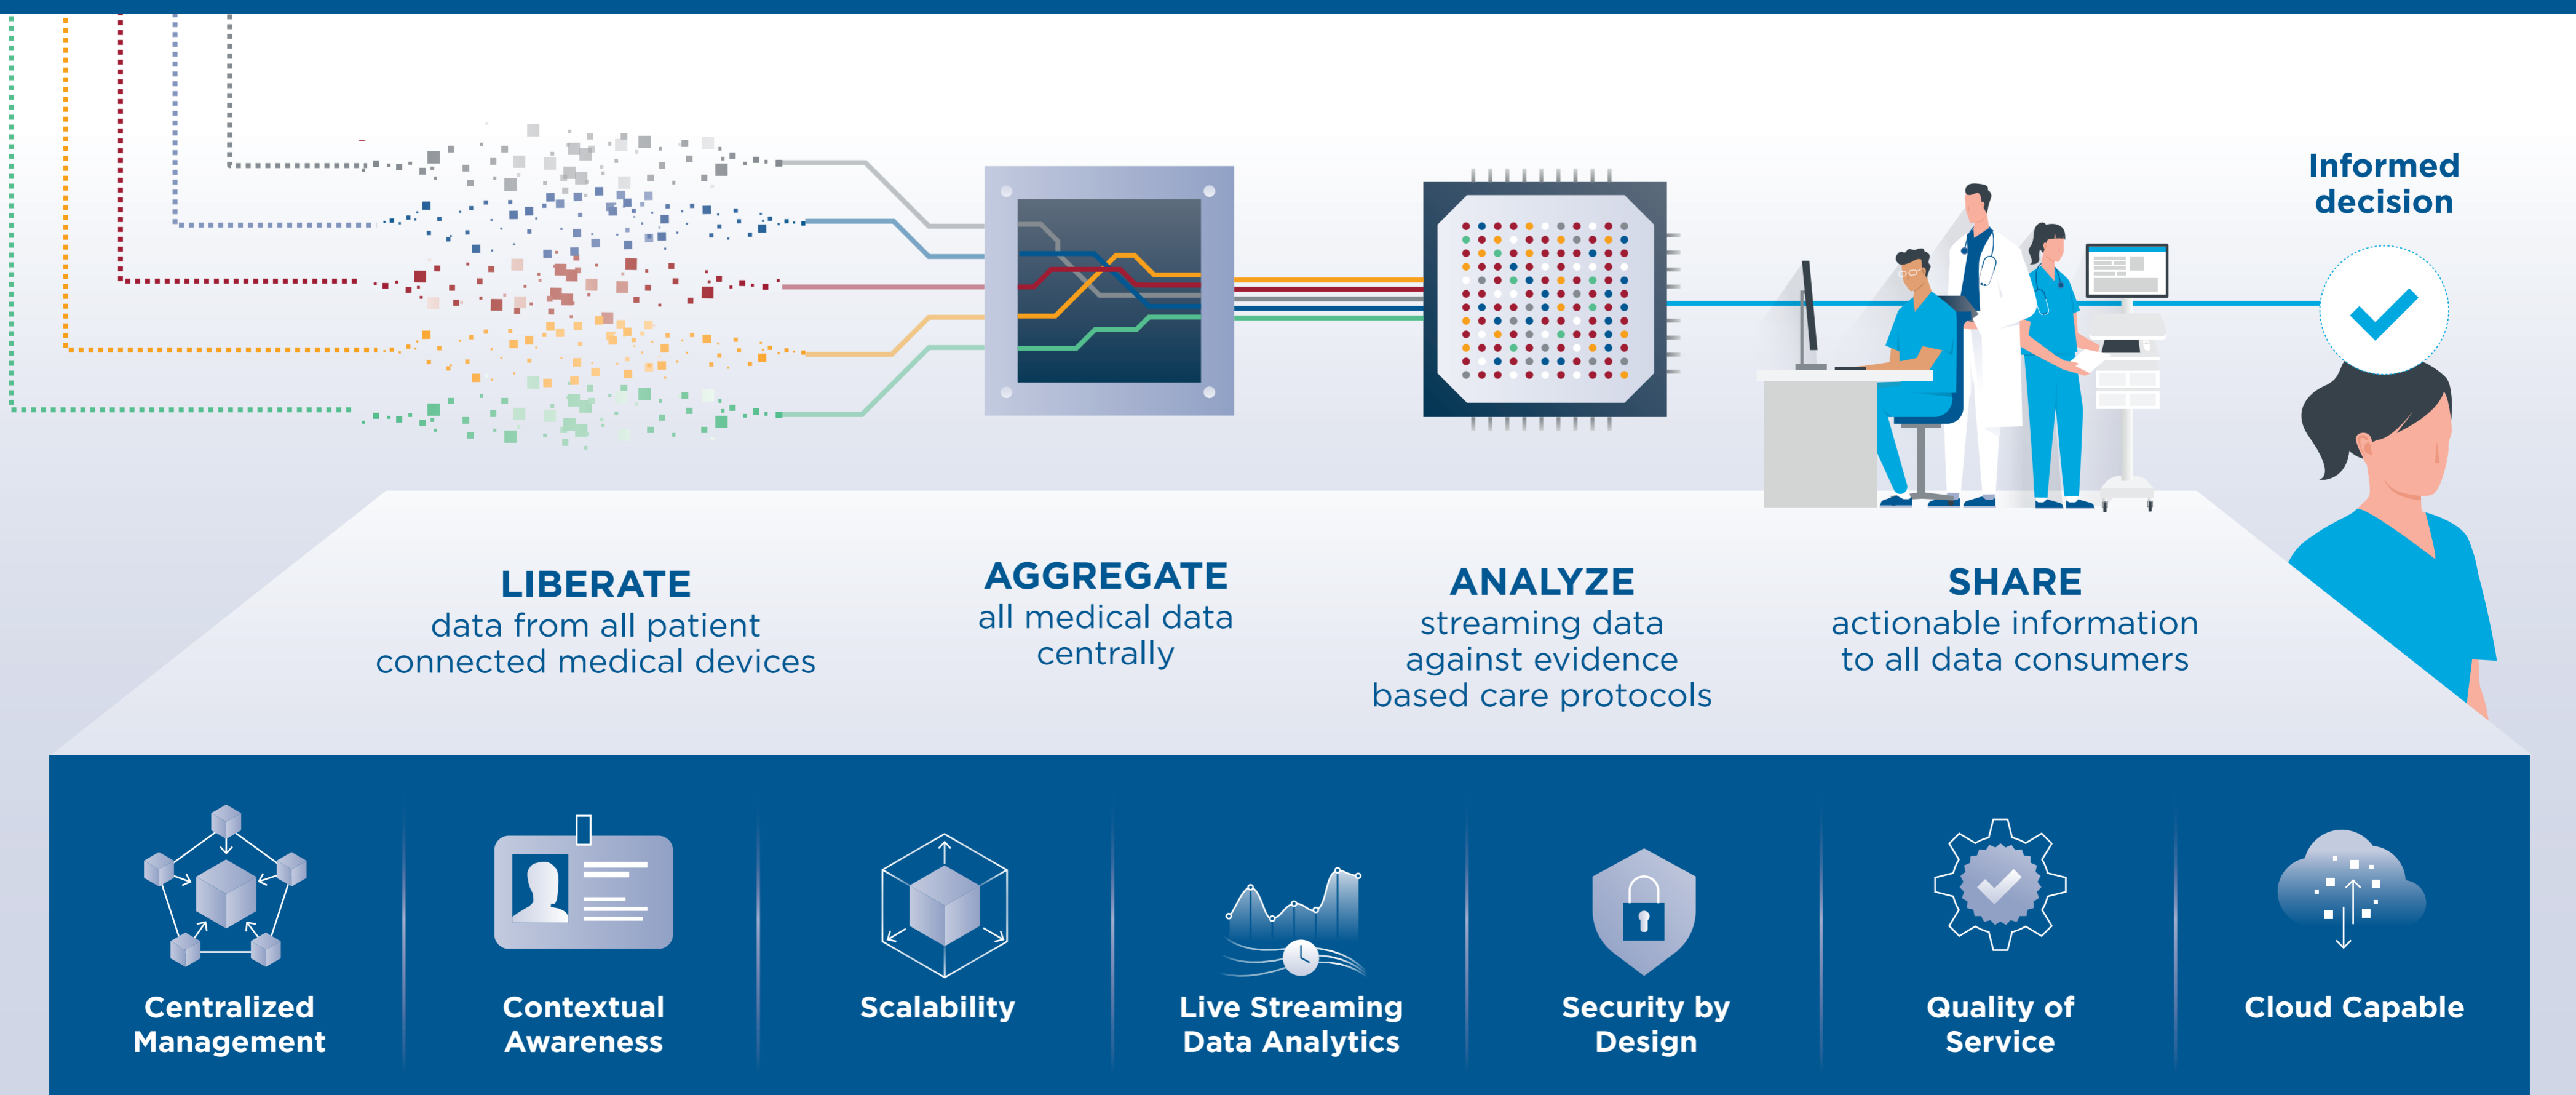 Informed
decision
LIBERATE
data from all patient
connected medical devices
AGGREGATE
all medical data
centrally
ANALYZE
streaming data
against evidence
based care protocols
SHARE
actionable information
to all data consumers
Centralized
Management
Contextual
Awareness
Scalability
Live Streaming
Data Analytics
Security by
Design
Quality of
Service
Cloud Capable